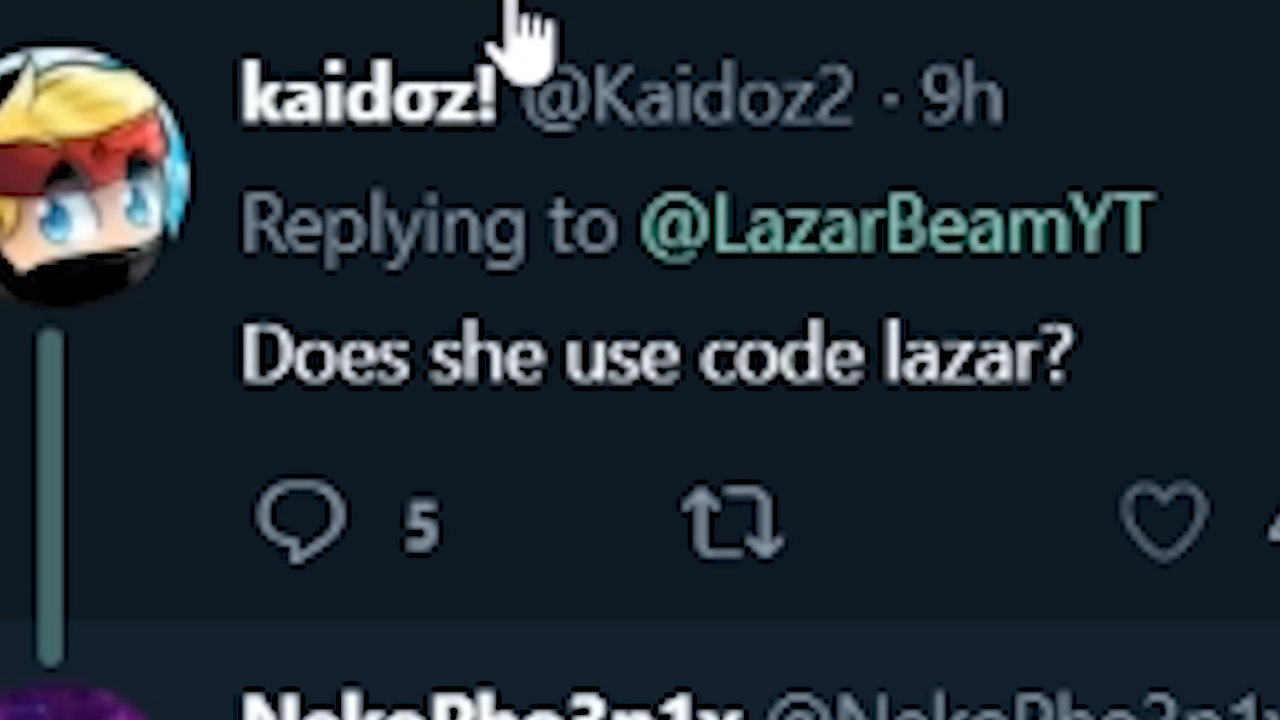 kaidoz! @Kaidoz2 · 9h
Replying to @LazarBeamYT
Does she use code lazar?
5